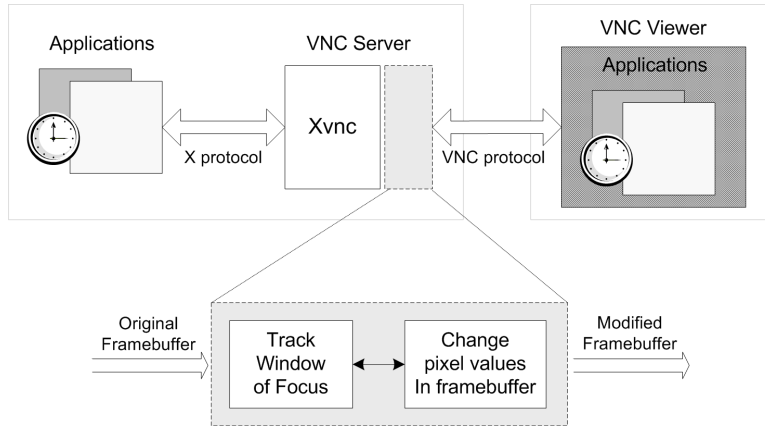 Applications
VNC Server
VNC Viewer
Applications
Xvnc
X protocol
VNC protocol
Original
Framebuffer
Track
Window
of Focus
Change
pixel values
In framebuffer
Modified
Framebuffer